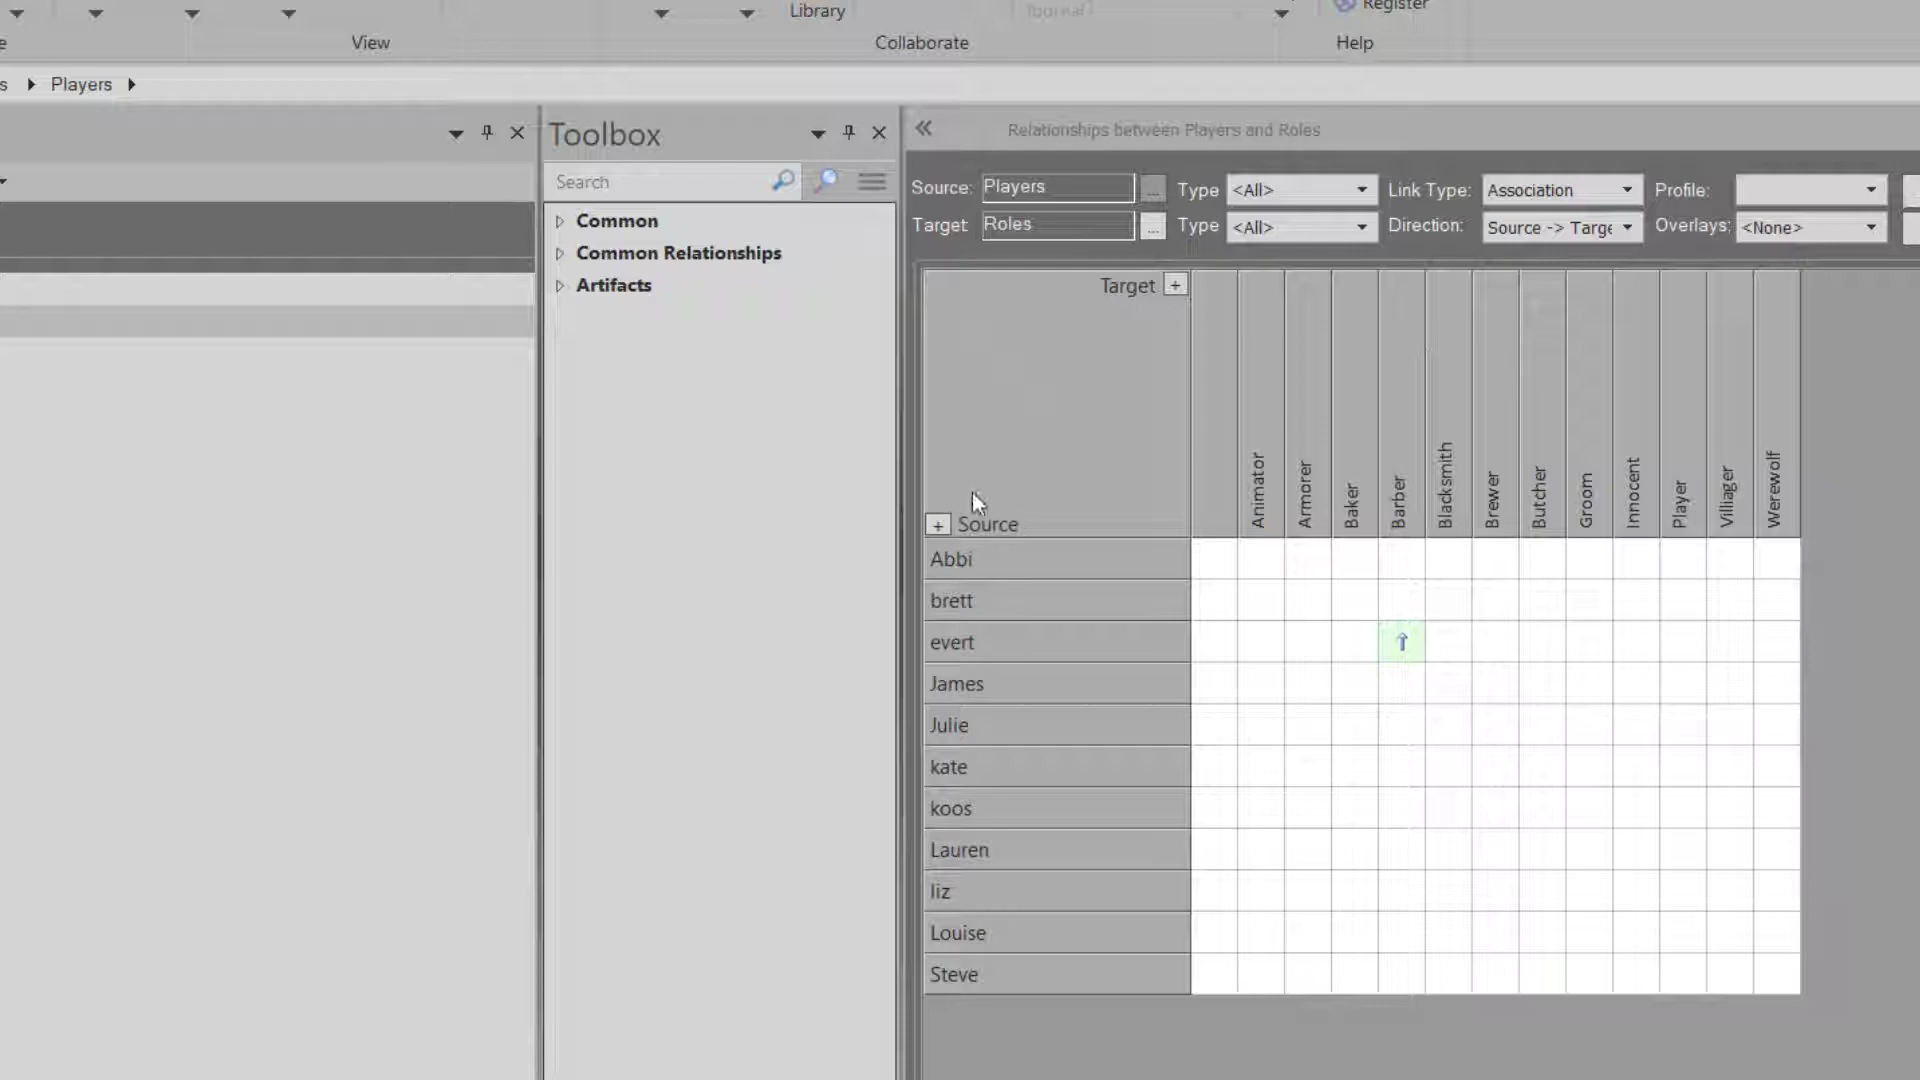 Library
Register
e
View
Collaborate
Help
s
Players
Toolbox
Relationships between Players and Roles
Search
Source:
Players
...
Type
<All>
Link Type:
Association
Profile:
Target
Roles
...
Type
<All>
Direction:
Source -> Targe
Overlays:
<None>
Common
Common Relationships
Artifacts
Target +
Animator
Armorer
Baker
Barber
Blacksmith
Brewer
Butcher
Groom
Innocent
Player
Villager
Werewolf
+ Source
Abbi
brett
evert
James
Julie
kate
koos
Lauren
liz
Louise
Steve